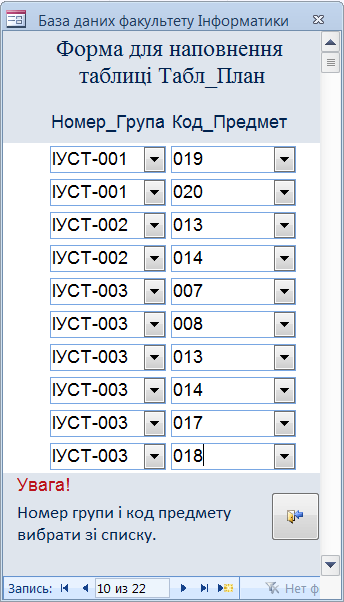 База даних факультету Інформатики
Форма для наповнення
таблиці Табл_План
Номер_Група Код_Предмет
ІУСТ-001 019
ІУСТ-001 020
ІУСТ-002 013
ІУСТ-002 014
ІУСТ-003 007
ІУСТ-003 008
ІУСТ-003 013
ІУСТ-003 014
ІУСТ-003 017
ІУСТ-003 018
Увага!
Номер групи і код предмету
вибрати зі списку.
Запись: 10 из 22 Нет ф